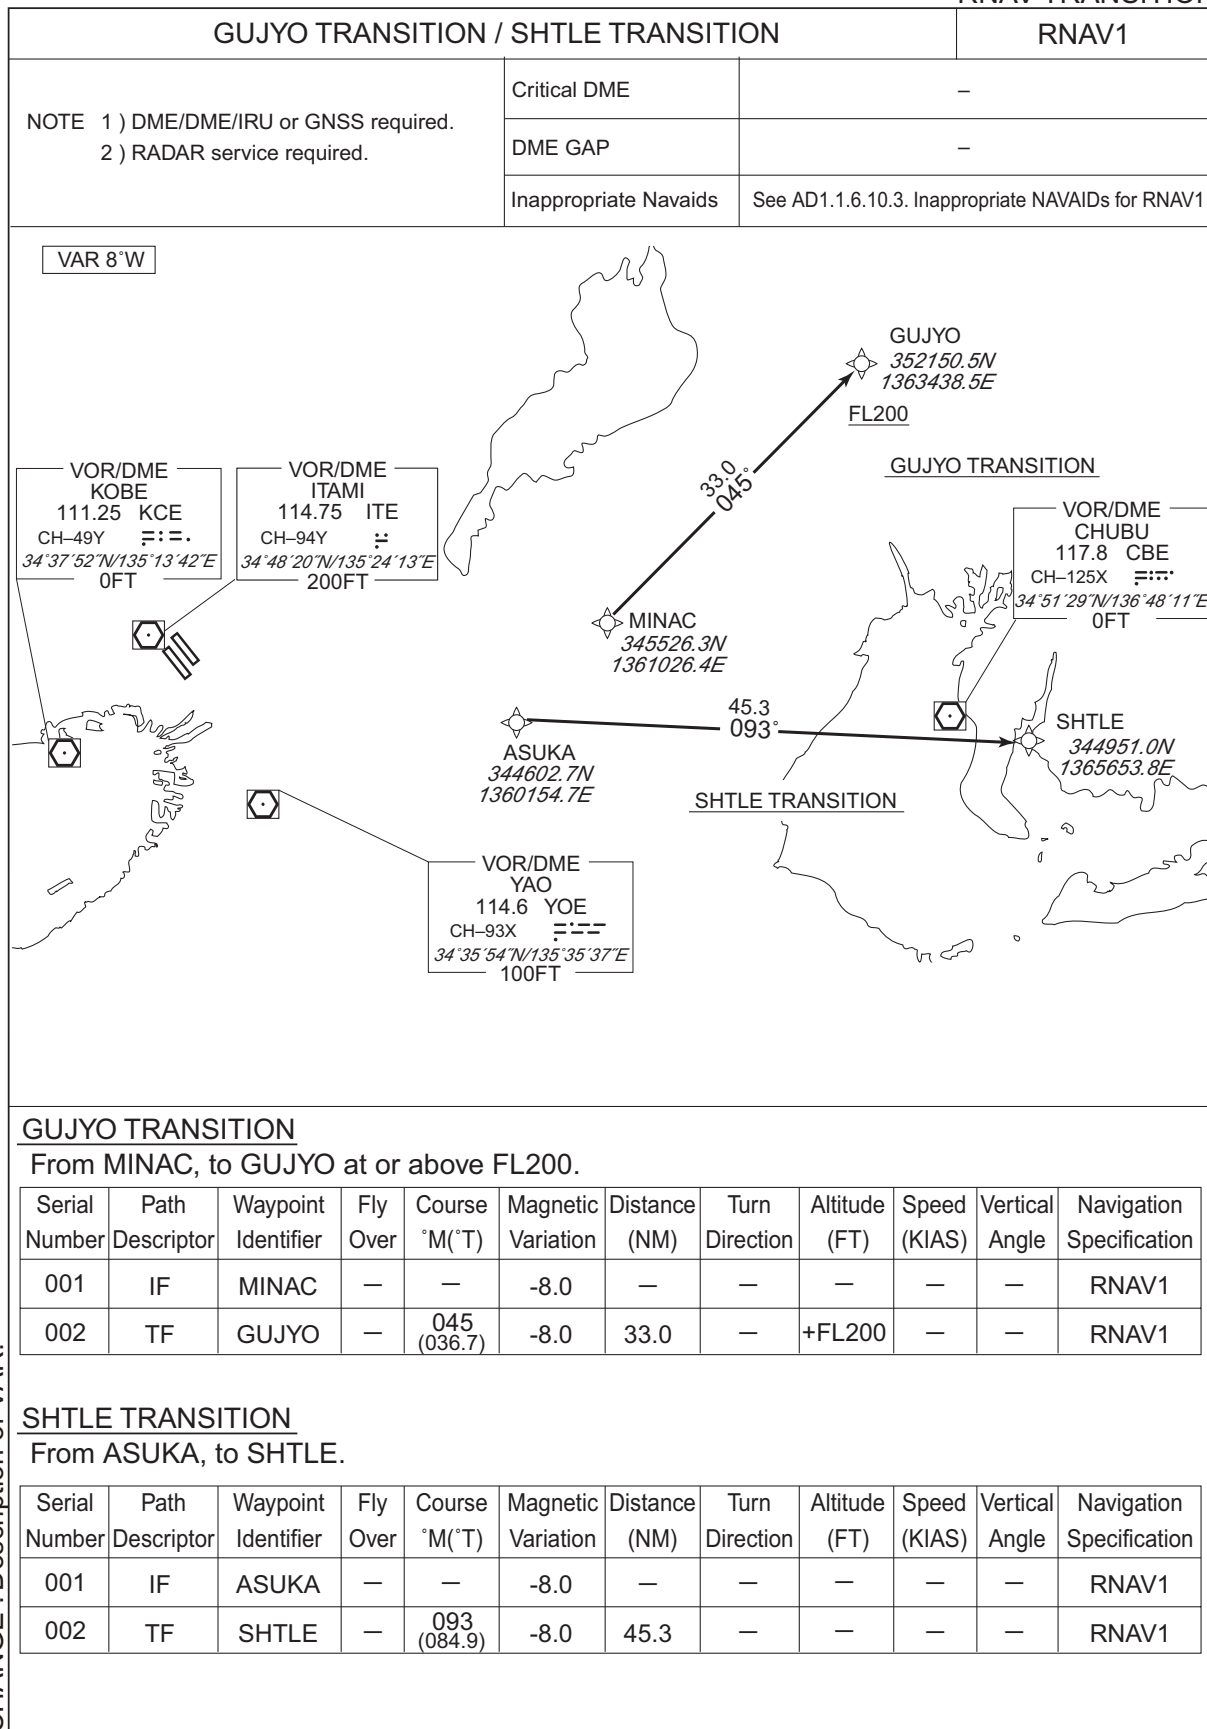 GUJYO TRANSITION / SHTLE TRANSITION
RNAV1
NOTE 1 ) DME/DME/IRU or GNSS required.
2 ) RADAR service required.
Critical DME –
DME GAP –
Inappropriate Navaids See AD1.1.6.10.3. Inappropriate NAVAIDs for RNAV1
VAR 8˚W
GUJYO
352150.5N
1363438.5E
FL200
GUJYO TRANSITION
33.0
045˚
VOR/DME
KOBE
111.25 KCE
CH–49Y
34˚37´52˝N/135˚13´42˝E
0FT
VOR/DME
ITAMI
114.75 ITE
CH–94Y
34˚48´20˝N/135˚24´13˝E
200FT
VOR/DME
CHUBU
117.8 CBE
CH–125X
34˚51´29˝N/136˚48´11˝E
0FT
MINAC
345526.3N
1361026.4E
45.3
093˚
ASUKA
344602.7N
1360154.7E
SHTLE
344951.0N
1365653.8E
SHTLE TRANSITION
VOR/DME
YAO
114.6 YOE
CH–93X
34˚35´54˝N/135˚35´37˝E
100FT
GUJYO TRANSITION
From MINAC, to GUJYO at or above FL200.
Serial Path Waypoint Fly Course Magnetic Distance Turn Altitude Speed Vertical Navigation
Number Descriptor Identifier Over ˚M(˚T) Variation (NM) Direction (FT) (KIAS) Angle Specification
001 IF MINAC – – -8.0 – – – – – RNAV1
002 TF GUJYO – 045 (036.7) -8.0 33.0 – +FL200 – – RNAV1
SHTLE TRANSITION
From ASUKA, to SHTLE.
Serial Path Waypoint Fly Course Magnetic Distance Turn Altitude Speed Vertical Navigation
Number Descriptor Identifier Over ˚M(˚T) Variation (NM) Direction (FT) (KIAS) Angle Specification
001 IF ASUKA – – -8.0 – – – – – RNAV1
002 TF SHTLE – 093 (084.9) -8.0 45.3 – – – – RNAV1